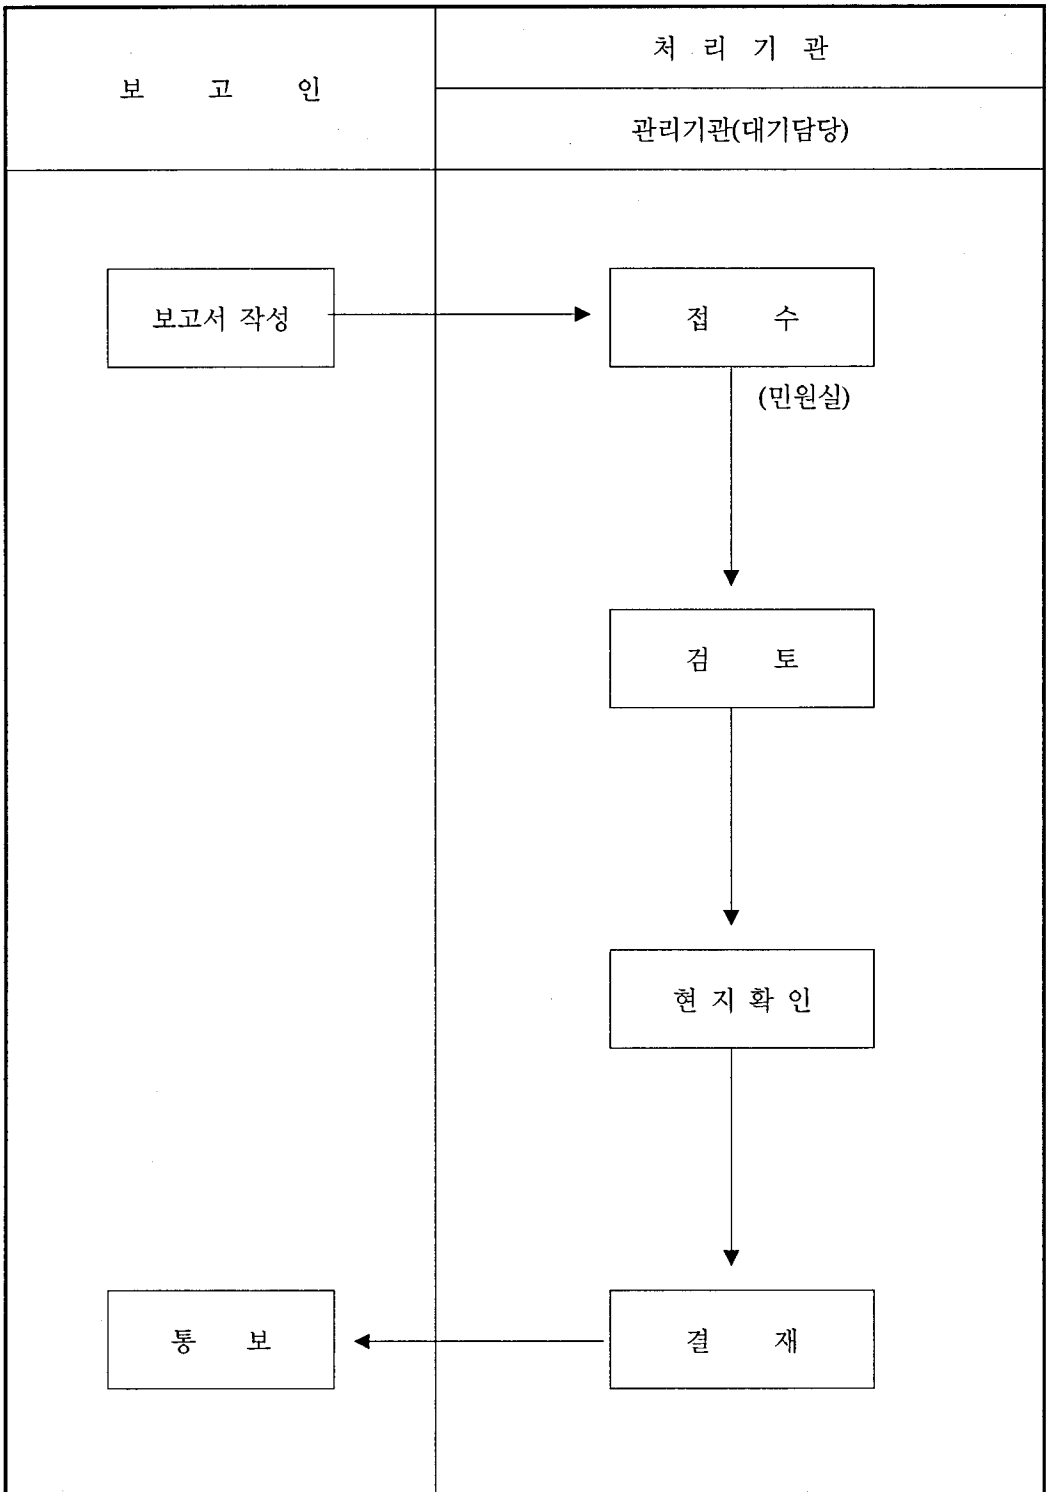 보 고 인
처 리 기 관
관리기관(대기담당)
보고서 작성
접 수
(민원실)
검 토
현 지 확 인
통 보
결 재